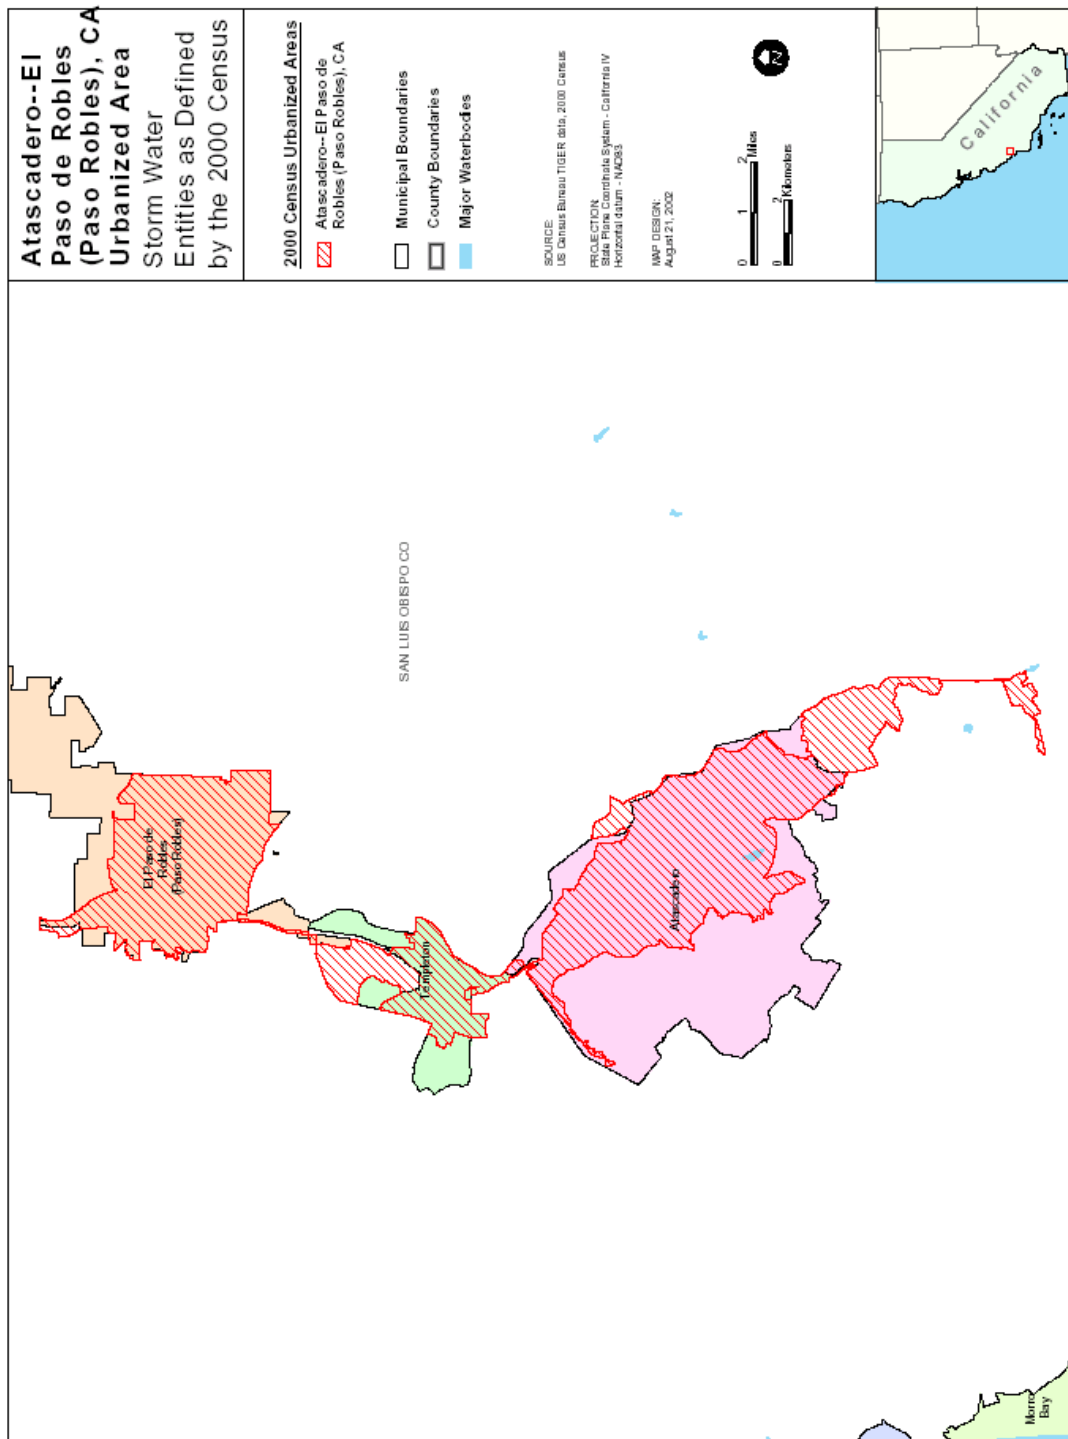 Atascadero--El
Paso de Robles
(Paso Robles), CA
Urbanized Area
Storm Water
Entities as Defined
by the 2000 Census
2000 Census Urbanized Areas
Atascadero--El Paso de
Robles (Paso Robles), CA
Municipal Boundaries
County Boundaries
Major Waterbodies
SOURCE:
US Census Bureau TIGER data, 2000 Census
PROJECTION:
State Plane Coordinate System - California IV
Horizontal datum - NAD83
MAP DESIGN:
August 21, 2002
0 1 2
Miles
0 2
Kilometers
N
California
SAN LUIS OBISPO CO
El Paso de
Robles
(Paso Robles)
Templeton
Atascadero
Morro
Bay